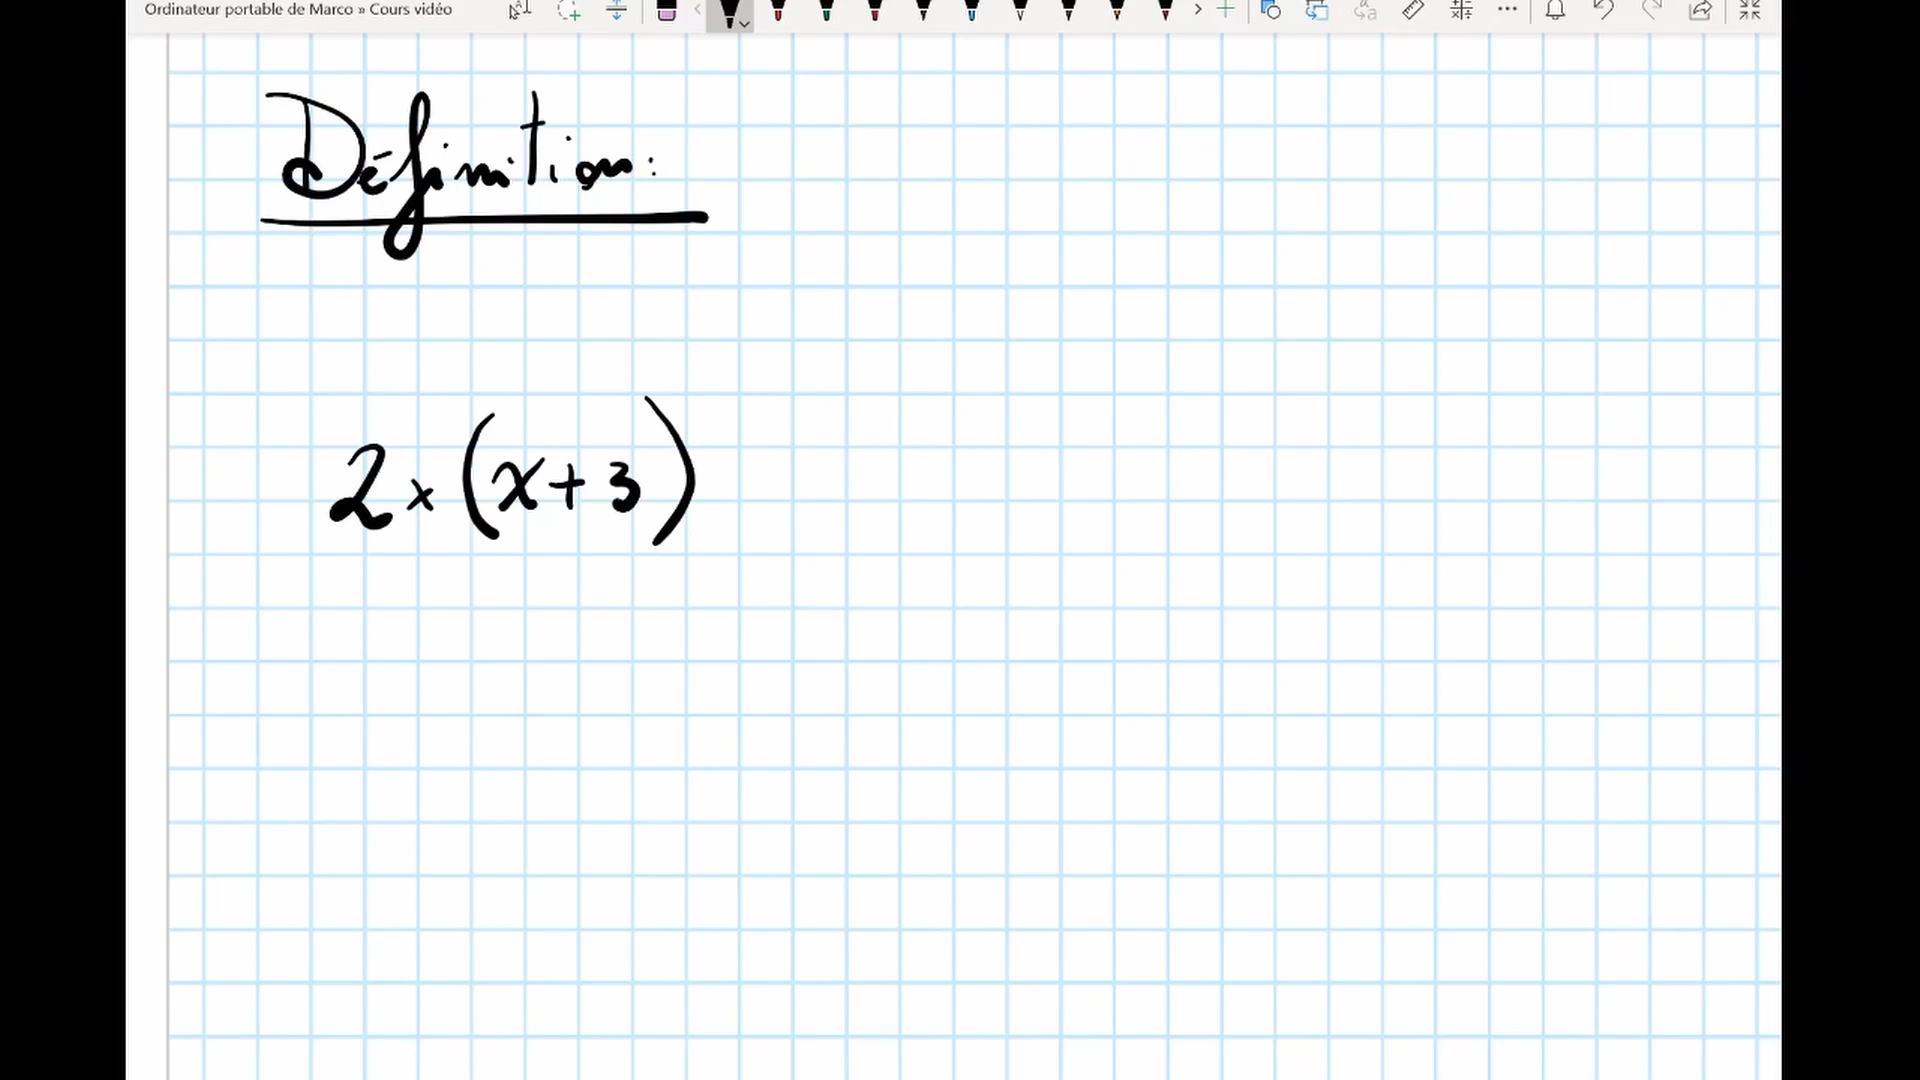 Ordinateur portable de Marco » Cours vidéo
Définition:
2 × (x + 3)